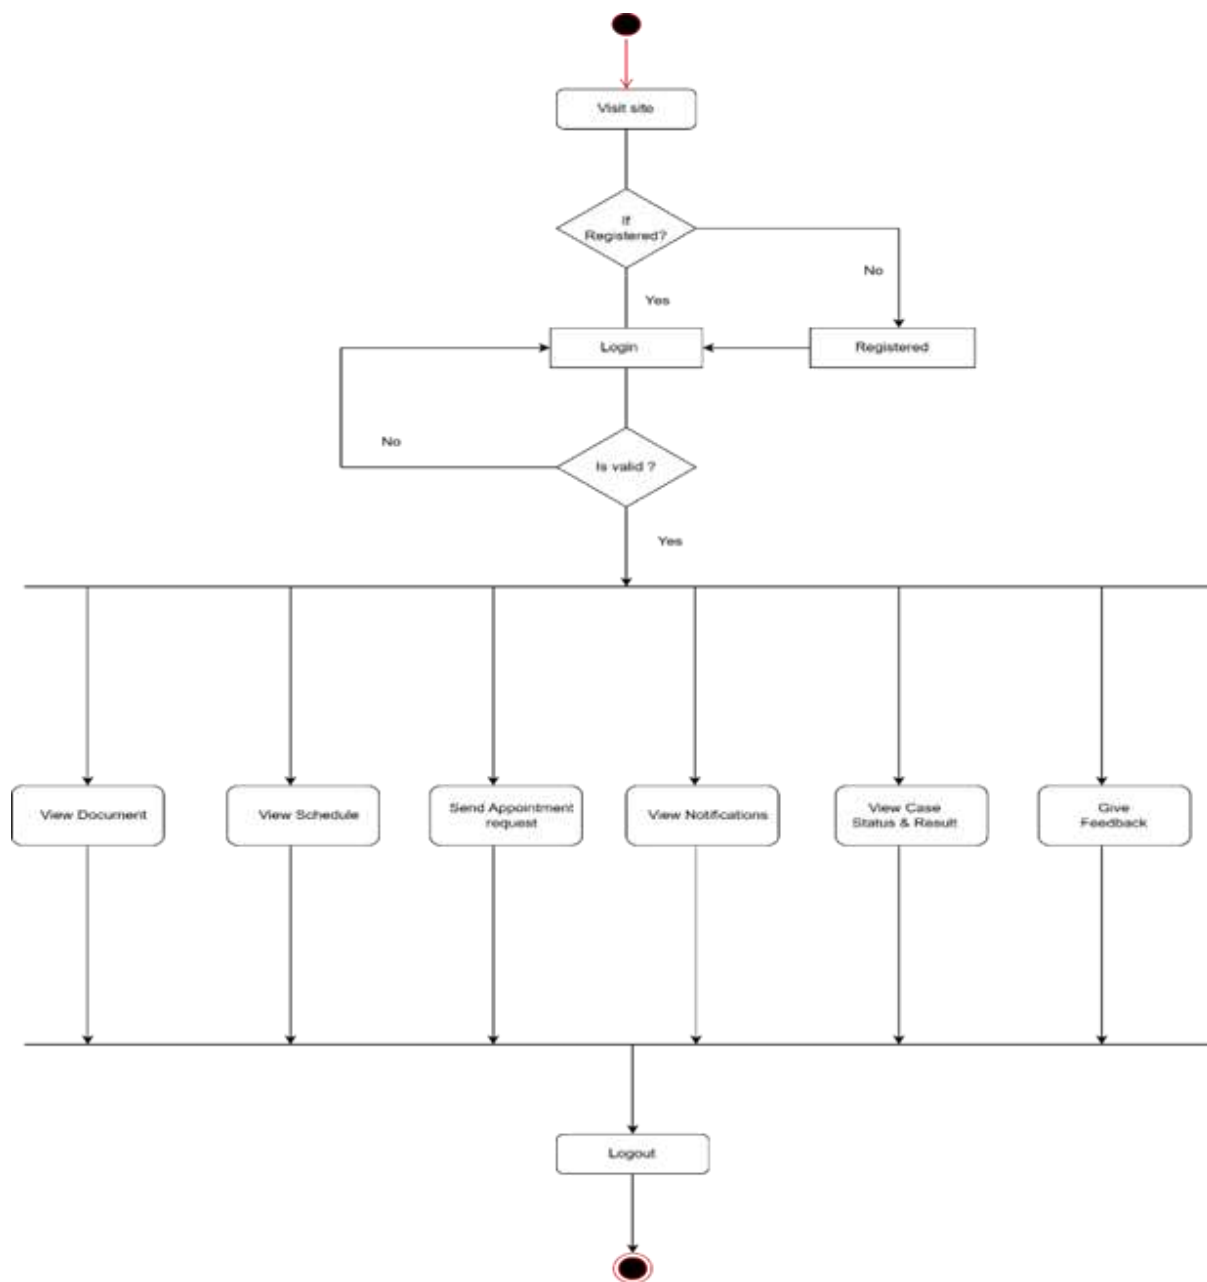 Visit site
If
Registered?
No
Yes
Login
Registered
No
Is valid ?
Yes
View Document
View Schedule
Send Appointment
request
View Notifications
View Case
Status & Result
Give
Feedback
Logout